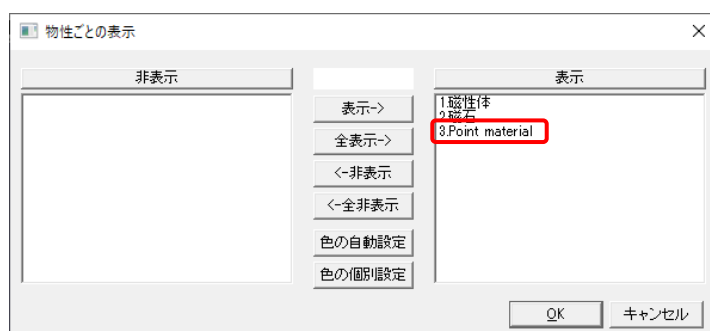 物性ごとの表示
非表示
表示
表示->
全表示->
<-非表示
<-全非表示
色の自動設定
色の個別設定
1.磁性体
2.磁石
3.Point material
OK
キャンセル